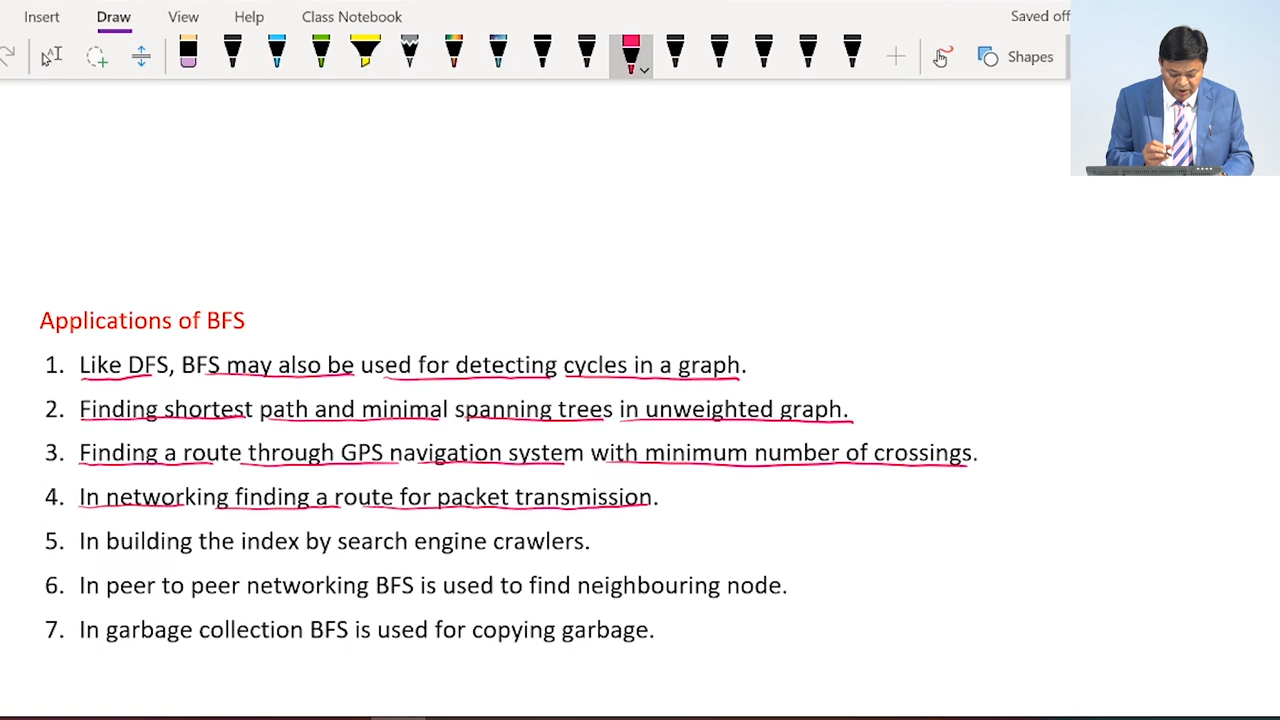 Insert Draw View Help Class Notebook Saved off
Shapes
Applications of BFS
1. Like DFS, BFS may also be used for detecting cycles in a graph.
2. Finding shortest path and minimal spanning trees in unweighted graph.
3. Finding a route through GPS navigation system with minimum number of crossings.
4. In networking finding a route for packet transmission.
5. In building the index by search engine crawlers.
6. In peer to peer networking BFS is used to find neighbouring node.
7. In garbage collection BFS is used for copying garbage.